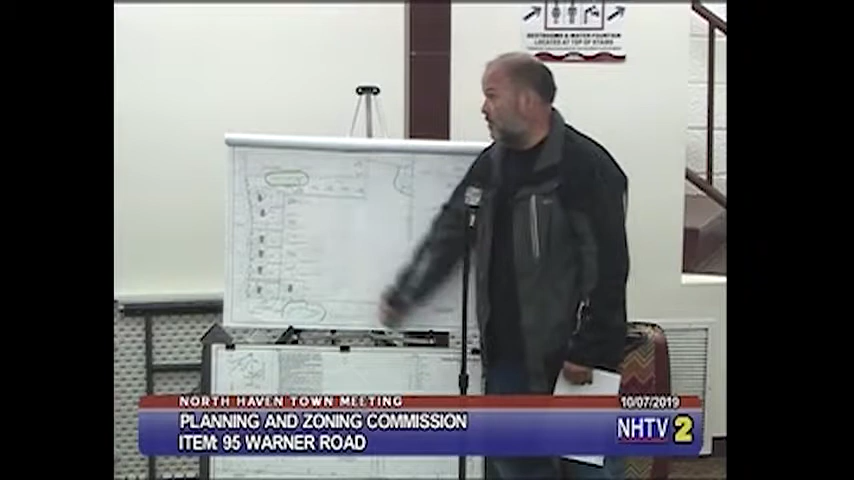 RESTROOMS & WATER FOUNTAIN
LOCATED AT TOP OF STAIRS
NORTH HAVEN TOWN MEETING
10/07/2019
PLANNING AND ZONING COMMISSION
ITEM: 95 WARNER ROAD
NHTV 2